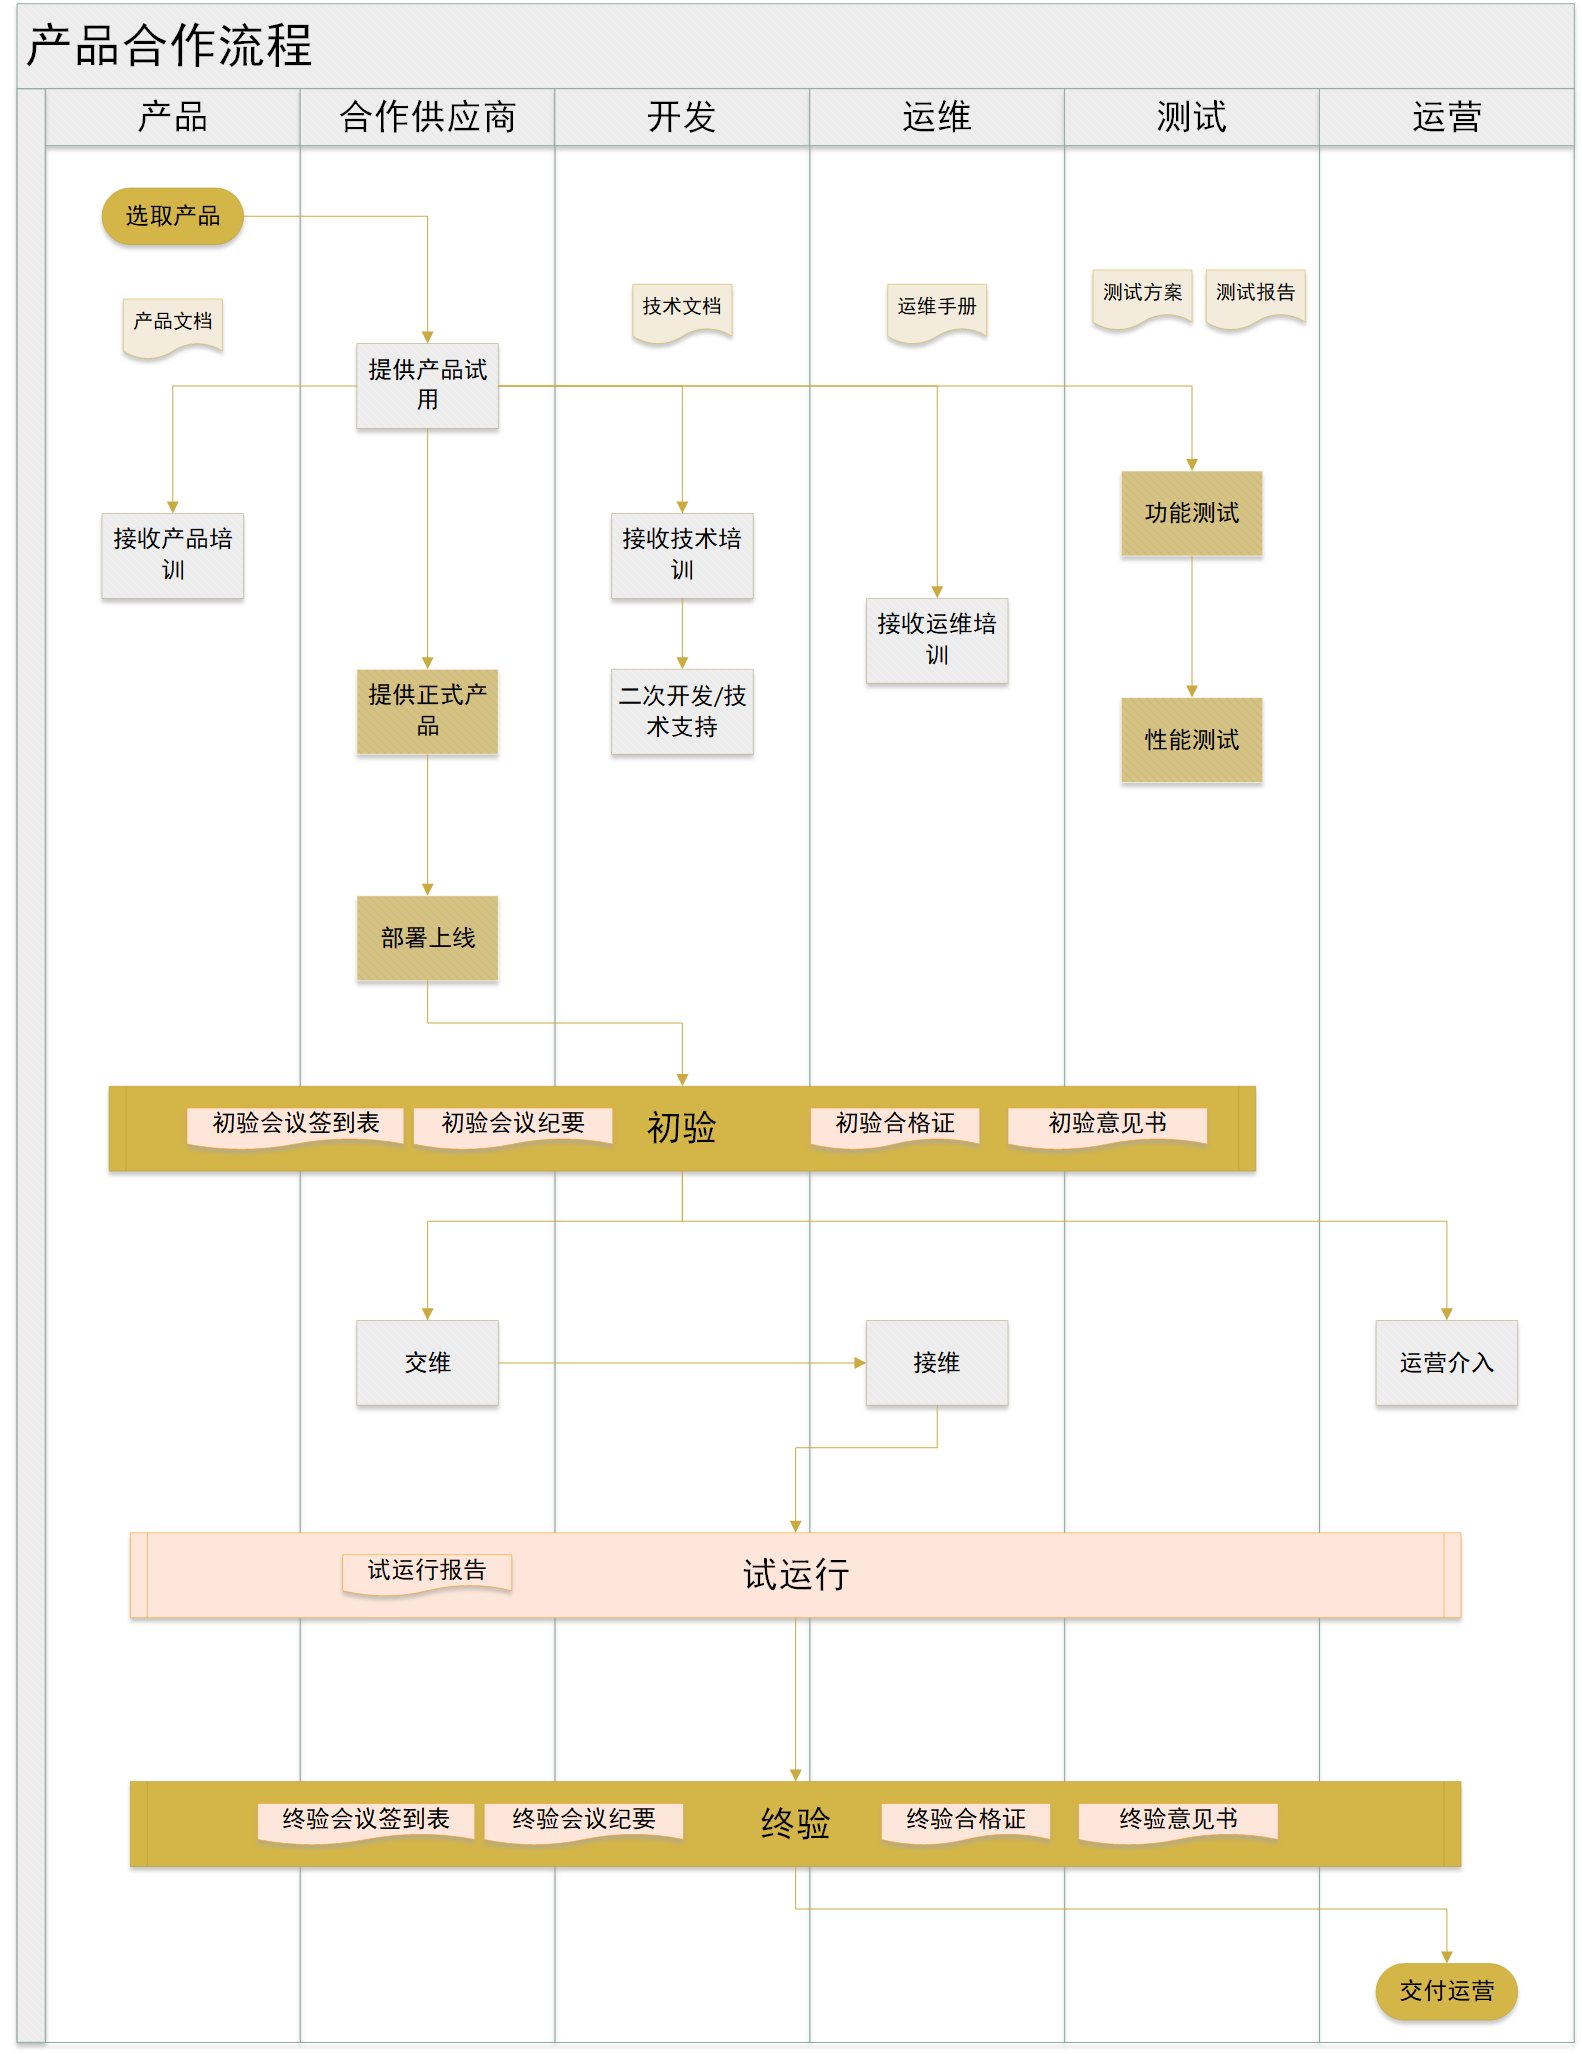 产品合作流程
产品
合作供应商
开发
运维
测试
运营
选取产品
产品文档
技术文档
运维手册
测试方案
测试报告
提供产品试
用
接收产品培
训
接收技术培
训
功能测试
接收运维培
训
提供正式产
品
二次开发/技
术支持
性能测试
部署上线
初验会议签到表
初验会议纪要
初验
初验合格证
初验意见书
交维
接维
运营介入
试运行报告
试运行
终验会议签到表
终验会议纪要
终验
终验合格证
终验意见书
交付运营